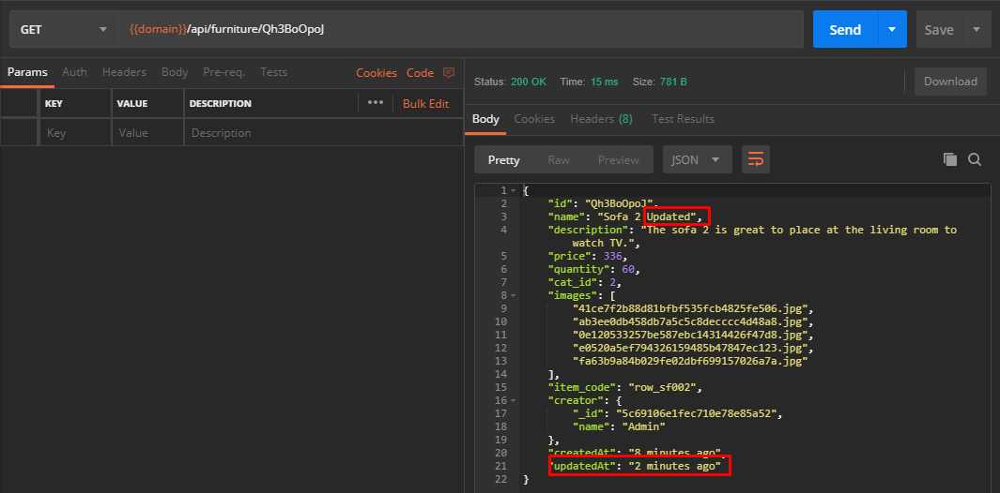 GET {{domain}}/api/furniture/Qh3BoOpoJ Send Save
Params Auth Headers Body Pre-req. Tests Cookies Code
KEY VALUE DESCRIPTION ••• Bulk Edit
Key Value Description
Status: 200 OK Time: 15 ms Size: 781 B Download
Body Cookies Headers (8) Test Results
Pretty Raw Preview JSON
1 {
2 "id": "Qh3BoOpoJ",
3 "name": "Sofa 2 Updated",
4 "description": "The sofa 2 is great to place at the living room to
watch TV.",
5 "price": 336,
6 "quantity": 60,
7 "cat_id": 2,
8 "images": [
9 "41ce7f2b88d81bfbf535fcb4825fe506.jpg",
10 "ab3ee0db458db7a5c5c8decccc4d48a8.jpg",
11 "0e120533257be587ebc14314426f47d8.jpg",
12 "e0520a5ef794326159485b47847ec123.jpg",
13 "fa63b9a84b029fe02dbf699157026a7a.jpg"
14 ],
15 "item_code": "row_sf002",
16 "creator": {
17 "_id": "5c69106e1fec710e78e85a52",
18 "name": "Admin"
19 },
20 "createdAt": "8 minutes ago",
21 "updatedAt": "2 minutes ago"
22 }